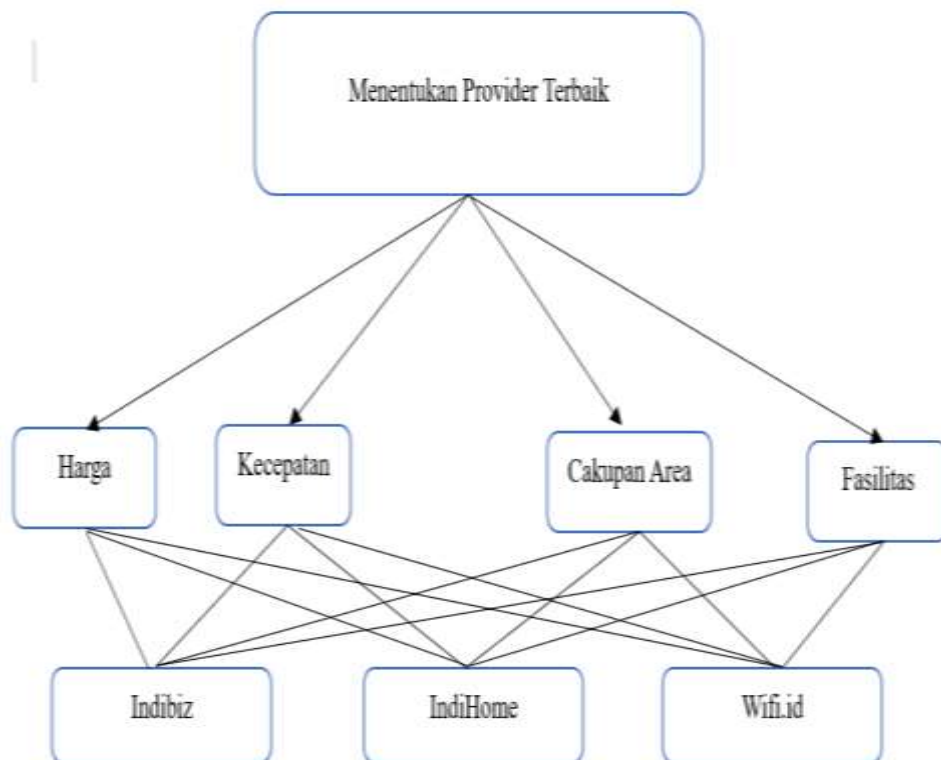 Menentukan Provider Terbaik
Harga
Kecepatan
Cakupan Area
Fasilitas
Indibiz
IndiHome
Wifi.id